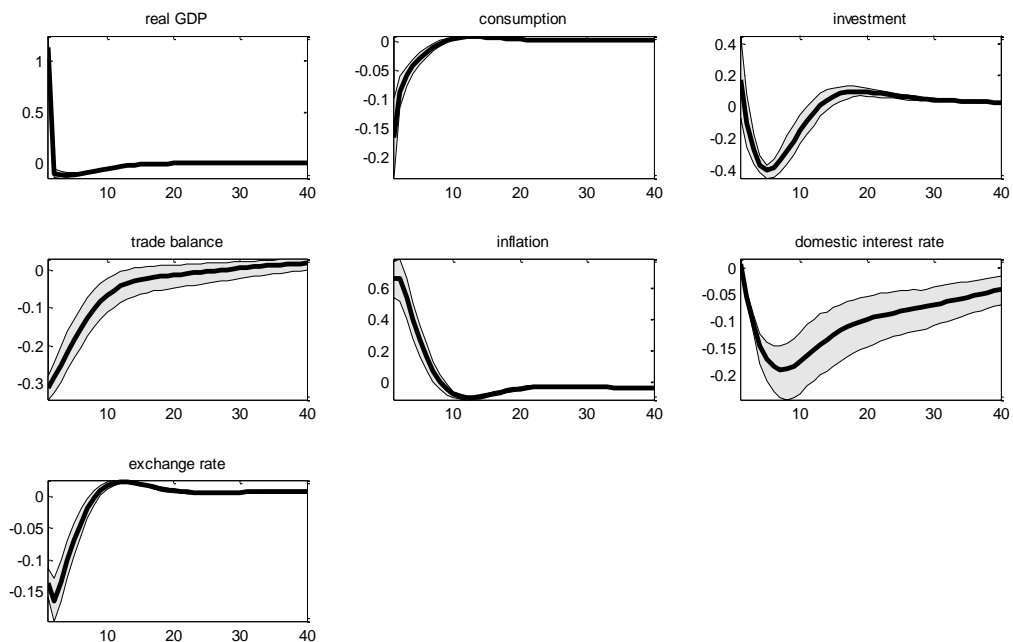 real GDP
1
0.5
0
10 20 30 40
consumption
0
-0.05
-0.1
-0.15
-0.2
10 20 30 40
investment
0.4
0.2
0
-0.2
-0.4
10 20 30 40
trade balance
0
-0.1
-0.2
-0.3
10 20 30 40
inflation
0.6
0.4
0.2
0
10 20 30 40
domestic interest rate
0
-0.05
-0.1
-0.15
-0.2
10 20 30 40
exchange rate
0
-0.05
-0.1
-0.15
10 20 30 40